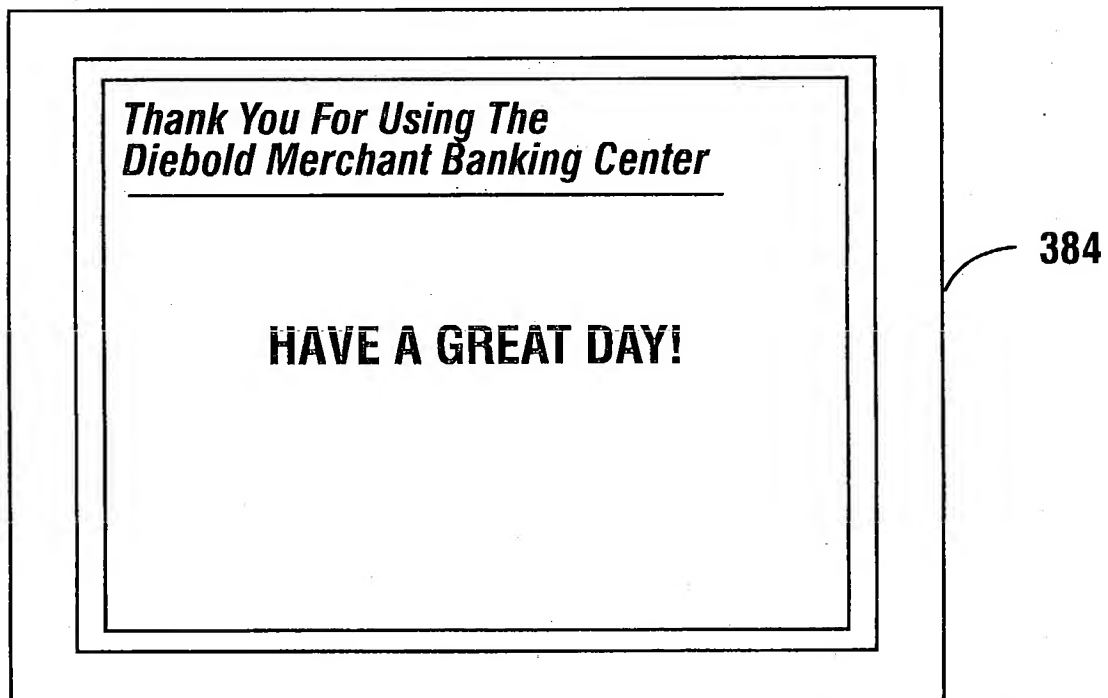 Thank You For Using The
Diebold Merchant Banking Center
HAVE A GREAT DAY!
384